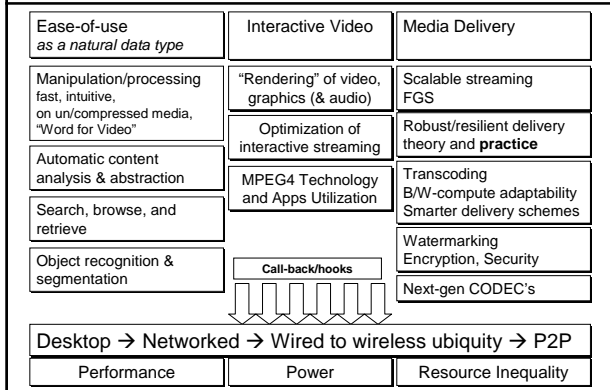 Ease-of-use
as a natural data type
Manipulation/processing
fast, intuitive,
on un/compressed media,
“Word for Video”
Automatic content
analysis & abstraction
Search, browse, and
retrieve
Object recognition &
segmentation
Interactive Video
“Rendering” of video,
graphics (& audio)
Optimization of
interactive streaming
MPEG4 Technology
and Apps Utilization
Media Delivery
Scalable streaming
FGS
Robust/resilient delivery
theory and practice
Transcoding
B/W-compute adaptability
Smarter delivery schemes
Watermarking
Encryption, Security
Next-gen CODEC’s
Call-back/hooks
Desktop → Networked → Wired to wireless ubiquity → P2P
Performance
Power
Resource Inequality